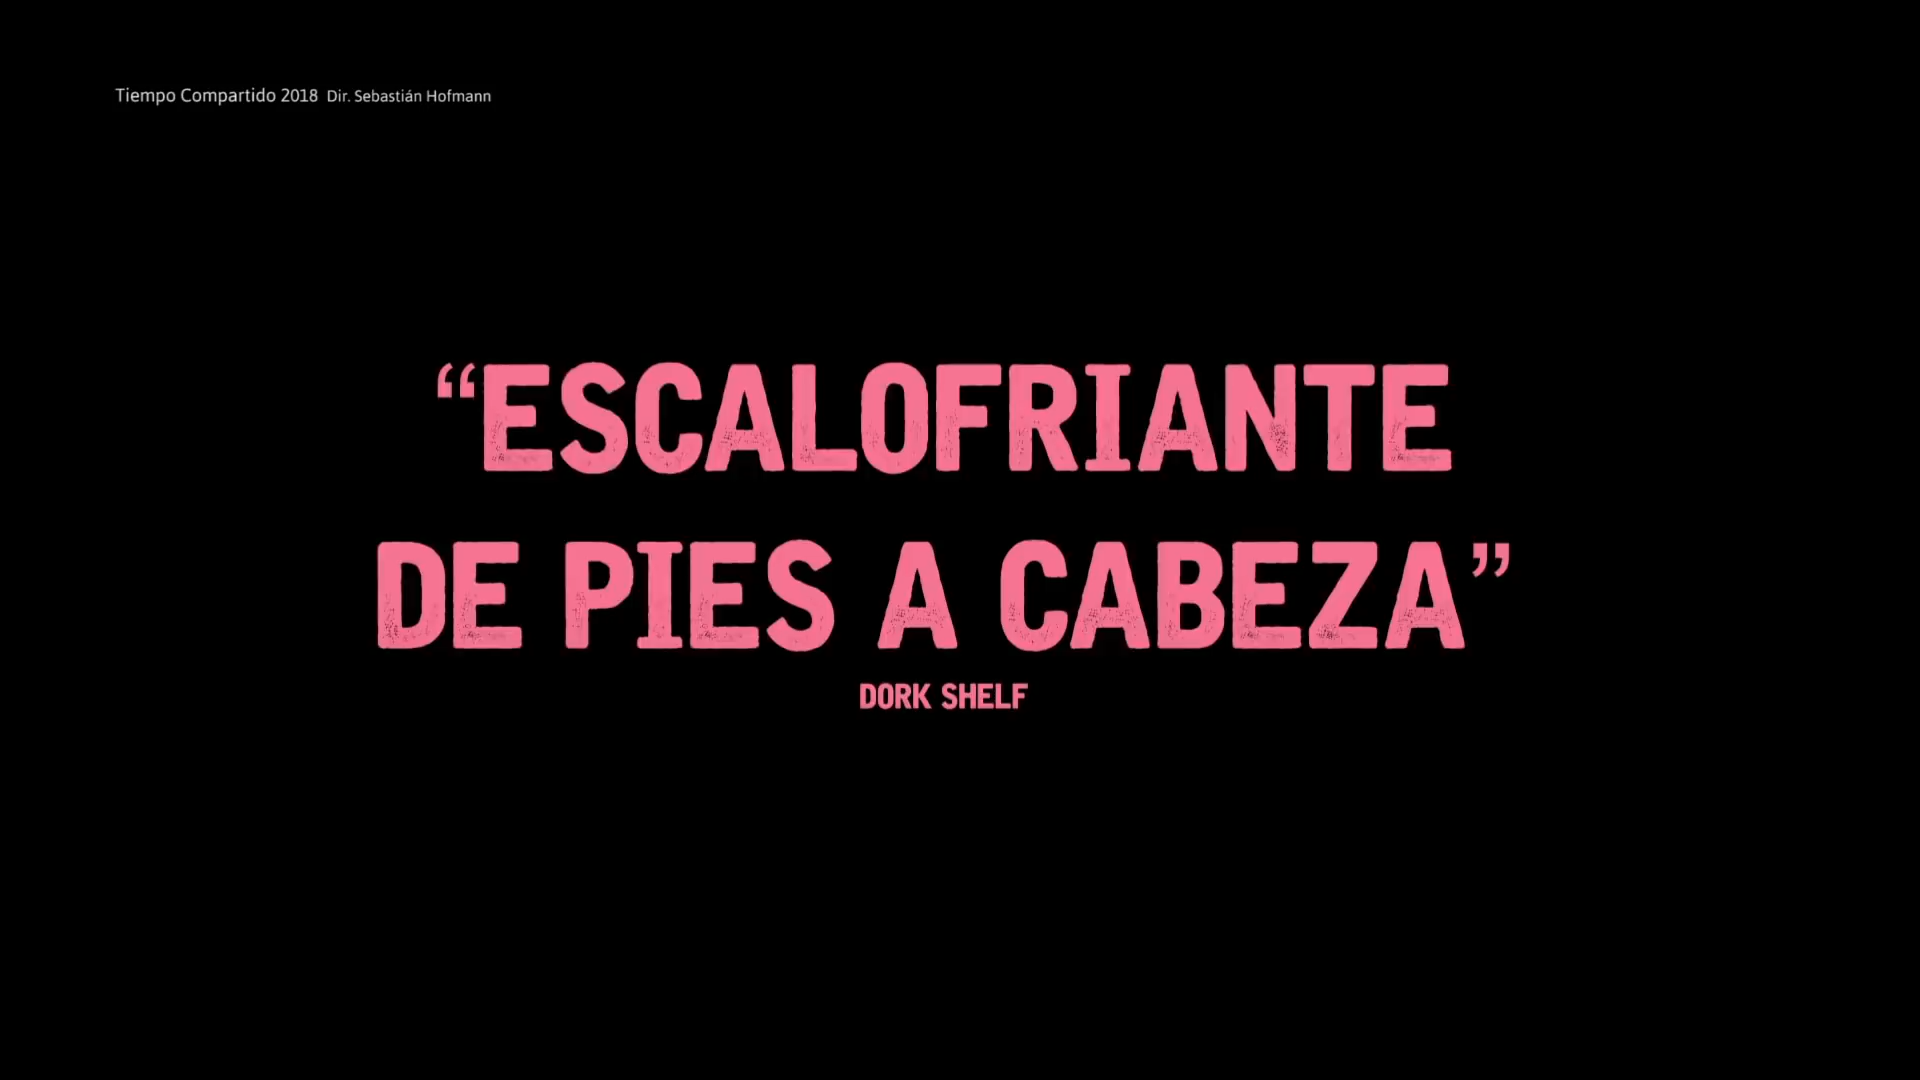 Tiempo Compartido 2018 Dir. Sebastián Hofmann
“ESCALOFRIANTE
DE PIES A CABEZA”
DORK SHELF